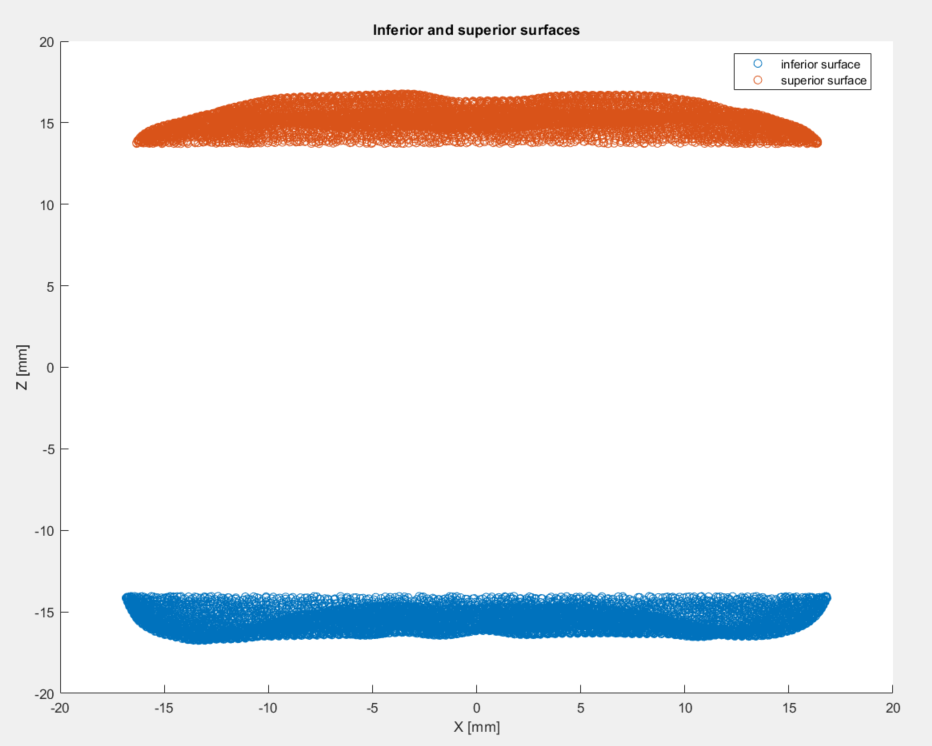 Inferior and superior surfaces
inferior surface
superior surface
20
15
10
5
0
-5
-10
-15
-20
Z [mm]
-20 -15 -10 -5 0 5 10 15 20
X [mm]